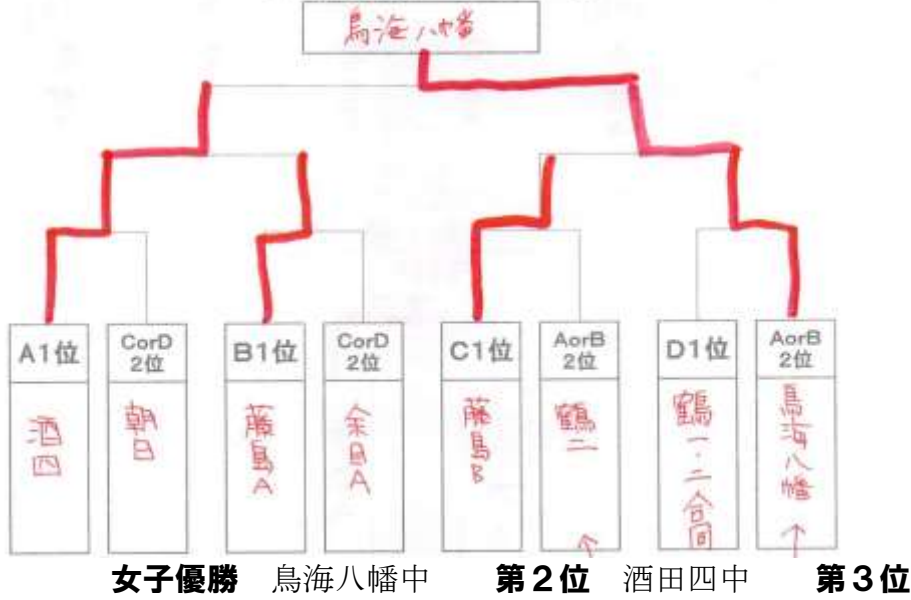 鳥海八幡
A1位 CorD 2位 B1位 CorD 2位 C1位 AorB 2位 D1位 AorB 2位
酒四 朝日 藤島A 余目A 藤島B 鶴二 鶴一・二合同 鳥海八幡
女子優勝 鳥海八幡中 第2位 酒田四中 第3位